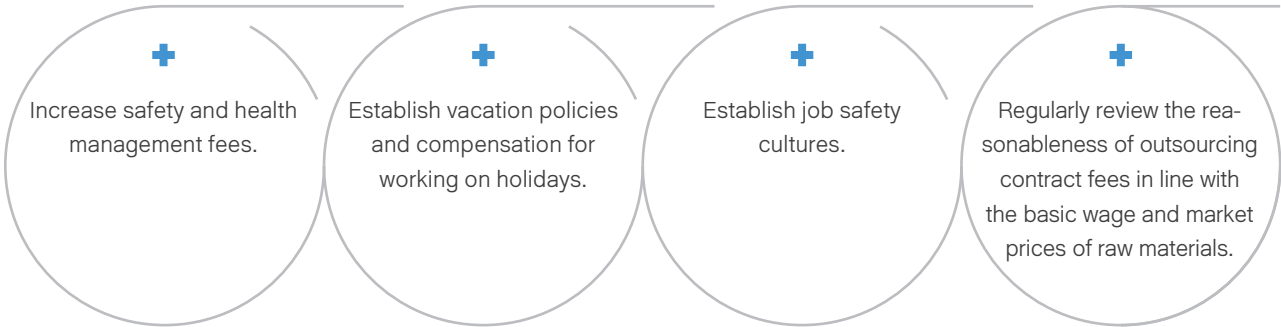 Increase safety and health
management fees.
Establish vacation policies
and compensation for
working on holidays.
Establish job safety
cultures.
Regularly review the rea-
sonableness of outsourcing
contract fees in line with
the basic wage and market
prices of raw materials.